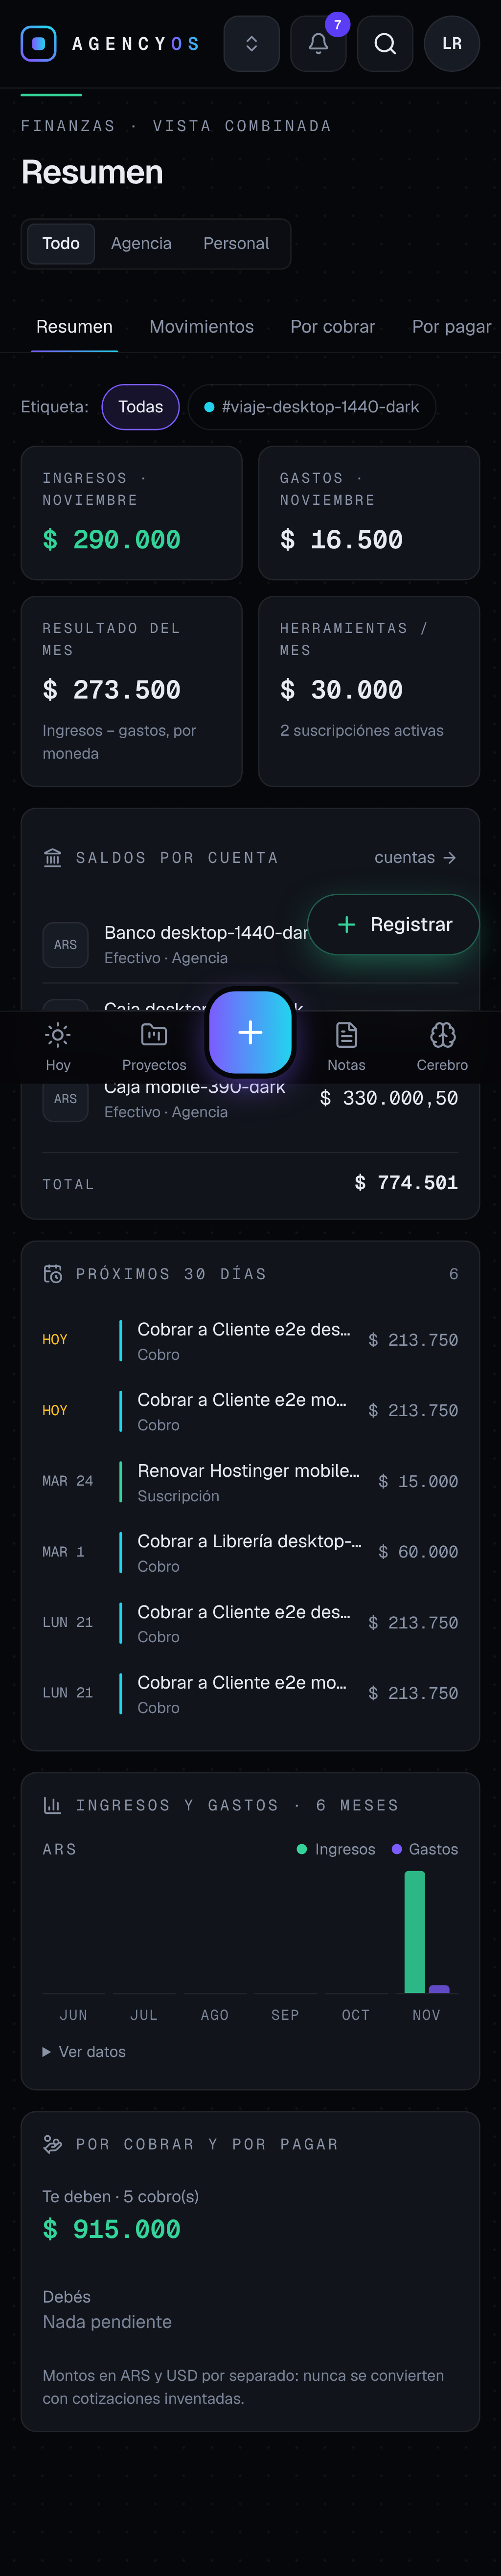 AGENCYOS
7
LR
FINANZAS · VISTA COMBINADA
Resumen
Todo Agencia Personal
Resumen Movimientos Por cobrar Por pagar
Etiqueta: Todas #viaje-desktop-1440-dark
INGRESOS ·
NOVIEMBRE
$ 290.000
GASTOS ·
NOVIEMBRE
$ 16.500
RESULTADO DEL
MES
$ 273.500
Ingresos – gastos, por
moneda
HERRAMIENTAS /
MES
$ 30.000
2 suscripciónes activas
SALDOS POR CUENTA cuentas →
ARS Banco desktop-1440-dar
Efectivo · Agencia
+ Registrar
Hoy Proyectos + Notas Cerebro
ARS Caja mobile-390-dark $ 330.000,50
Efectivo · Agencia
TOTAL $ 774.501
PRÓXIMOS 30 DÍAS 6
HOY Cobrar a Cliente e2e des... $ 213.750
Cobro
HOY Cobrar a Cliente e2e mo... $ 213.750
Cobro
MAR 24 Renovar Hostinger mobile... $ 15.000
Suscripción
MAR 1 Cobrar a Librería desktop-... $ 60.000
Cobro
LUN 21 Cobrar a Cliente e2e des... $ 213.750
Cobro
LUN 21 Cobrar a Cliente e2e mo... $ 213.750
Cobro
INGRESOS Y GASTOS · 6 MESES
ARS Ingresos Gastos
JUN JUL AGO SEP OCT NOV
Ver datos
POR COBRAR Y POR PAGAR
Te deben · 5 cobro(s)
$ 915.000
Debés
Nada pendiente
Montos en ARS y USD por separado: nunca se convierten
con cotizaciones inventadas.